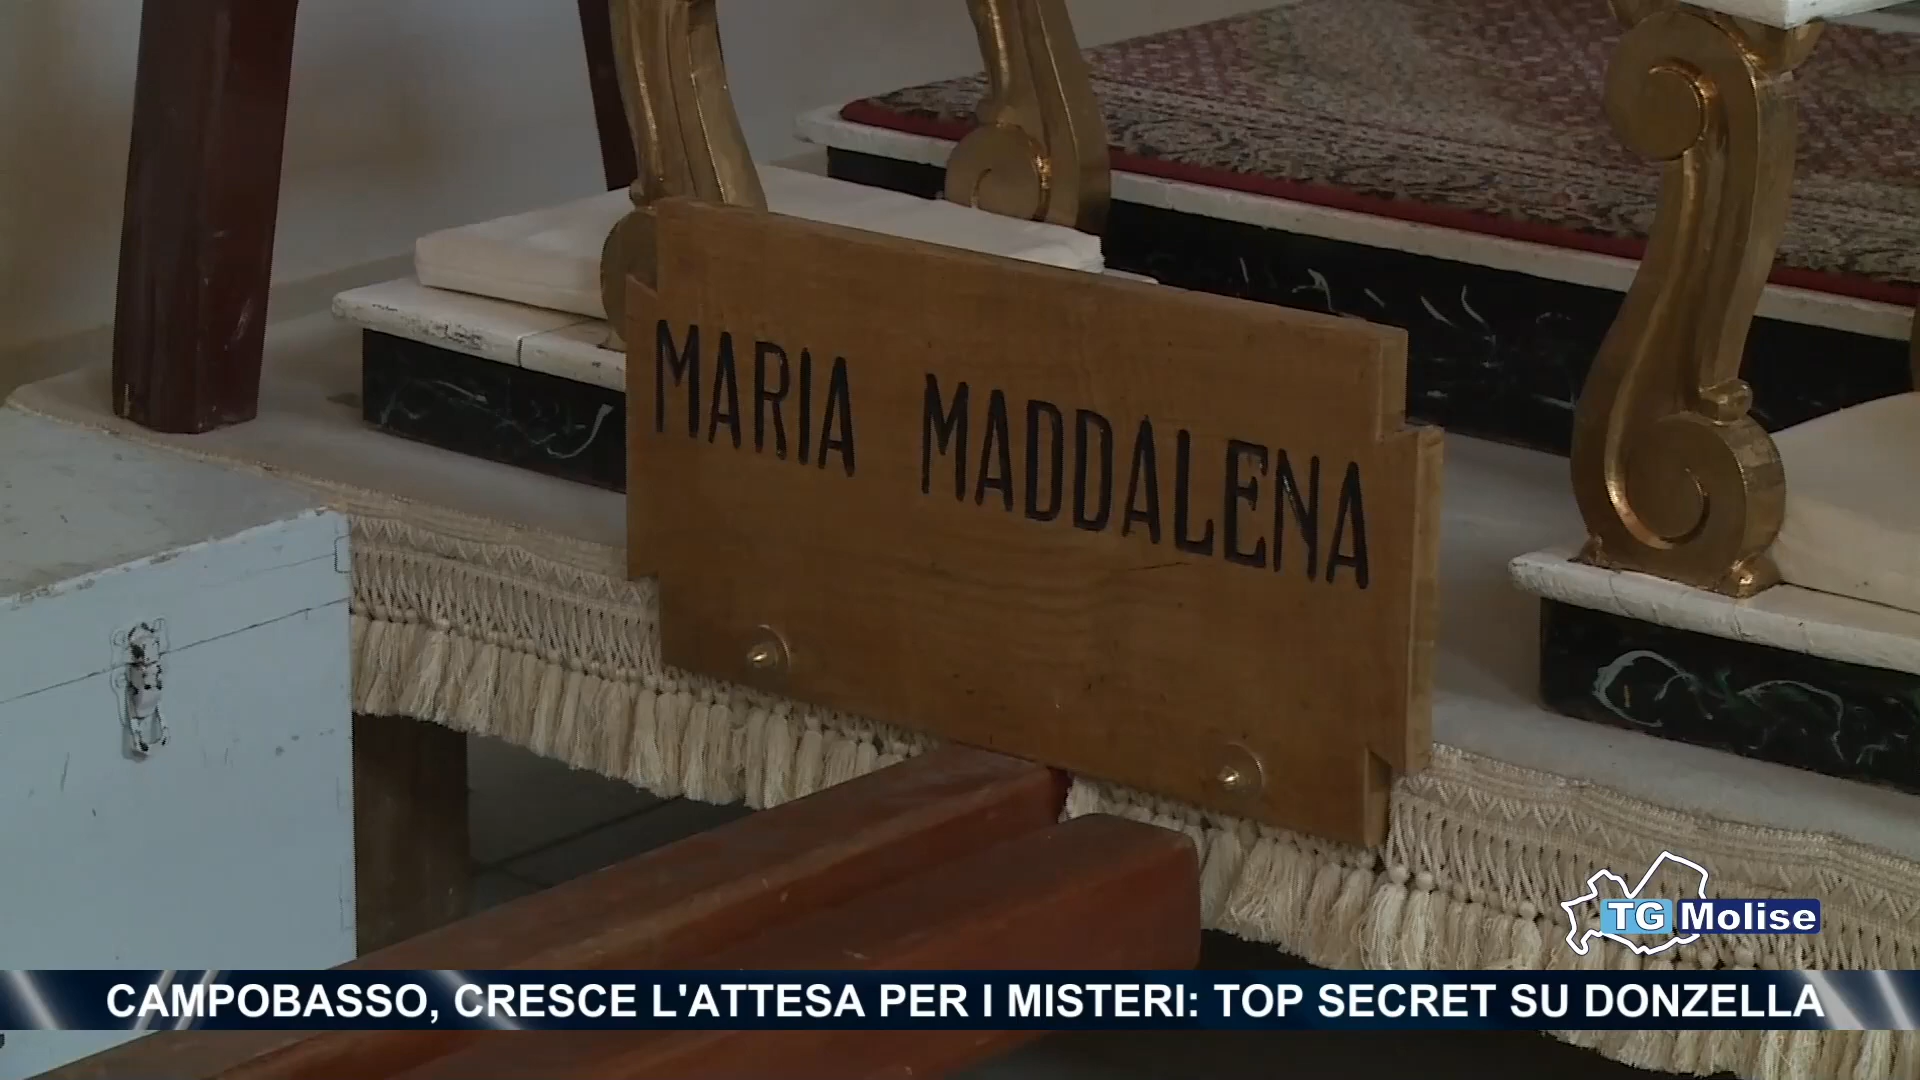 MARIA MADDALENA
TG Molise
CAMPOBASSO, CRESCE L'ATTESA PER I MISTERI: TOP SECRET SU DONZELLA